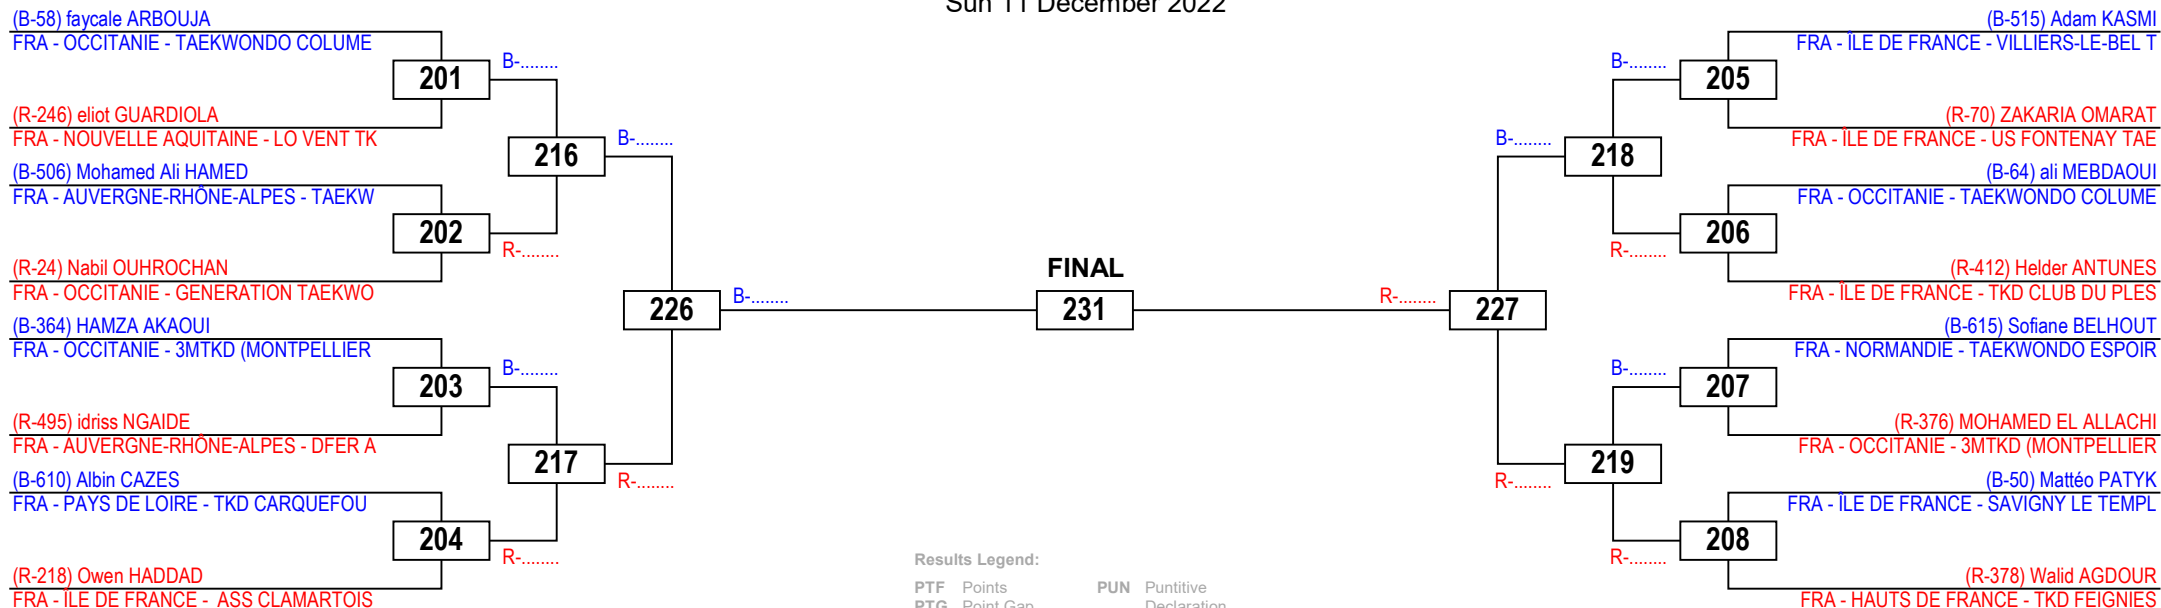 Sun 11 December 2022
(B-58) faycale ARBOUJA
FRA - OCCITANIE - TAEKWONDO COLUME
201
B-........
(R-246) eliot GUARDIOLA
FRA - NOUVELLE AQUITAINE - LO VENT TK
216
B-........
(B-506) Mohamed Ali HAMED
FRA - AUVERGNE-RHÔNE-ALPES - TAEKW
202
R-........
(R-24) Nabil OUHROCHAN
FRA - OCCITANIE - GENERATION TAEKWO
226
B-........
(B-364) HAMZA AKAOUI
FRA - OCCITANIE - 3MTKD (MONTPELLIER
203
B-........
(R-495) idriss NGAIDE
FRA - AUVERGNE-RHÔNE-ALPES - DFER A
217
R-........
(B-610) Albin CAZES
FRA - PAYS DE LOIRE - TKD CARQUEFOU
204
R-........
(R-218) Owen HADDAD
FRA - ÎLE DE FRANCE - ASS CLAMARTOIS
FINAL
231
(B-515) Adam KASMI
FRA - ÎLE DE FRANCE - VILLIERS-LE-BEL T
B-........
205
(R-70) ZAKARIA OMARAT
FRA - ÎLE DE FRANCE - US FONTENAY TAE
B-........
218
(B-64) ali MEBDAOUI
FRA - OCCITANIE - TAEKWONDO COLUME
206
R-........
(R-412) Helder ANTUNES
FRA - ÎLE DE FRANCE - TKD CLUB DU PLES
R-........
227
(B-615) Sofiane BELHOUT
FRA - NORMANDIE - TAEKWONDO ESPOIR
B-........
207
(R-376) MOHAMED EL ALLACHI
FRA - OCCITANIE - 3MTKD (MONTPELLIER
219
R-........
(B-50) Mattéo PATYK
FRA - ÎLE DE FRANCE - SAVIGNY LE TEMPL
208
R-........
(R-378) Walid AGDOUR
FRA - HAUTS DE FRANCE - TKD FEIGNIES
Results Legend:
PTF Points PUN Puntitive
PTG Point Gap Declaration